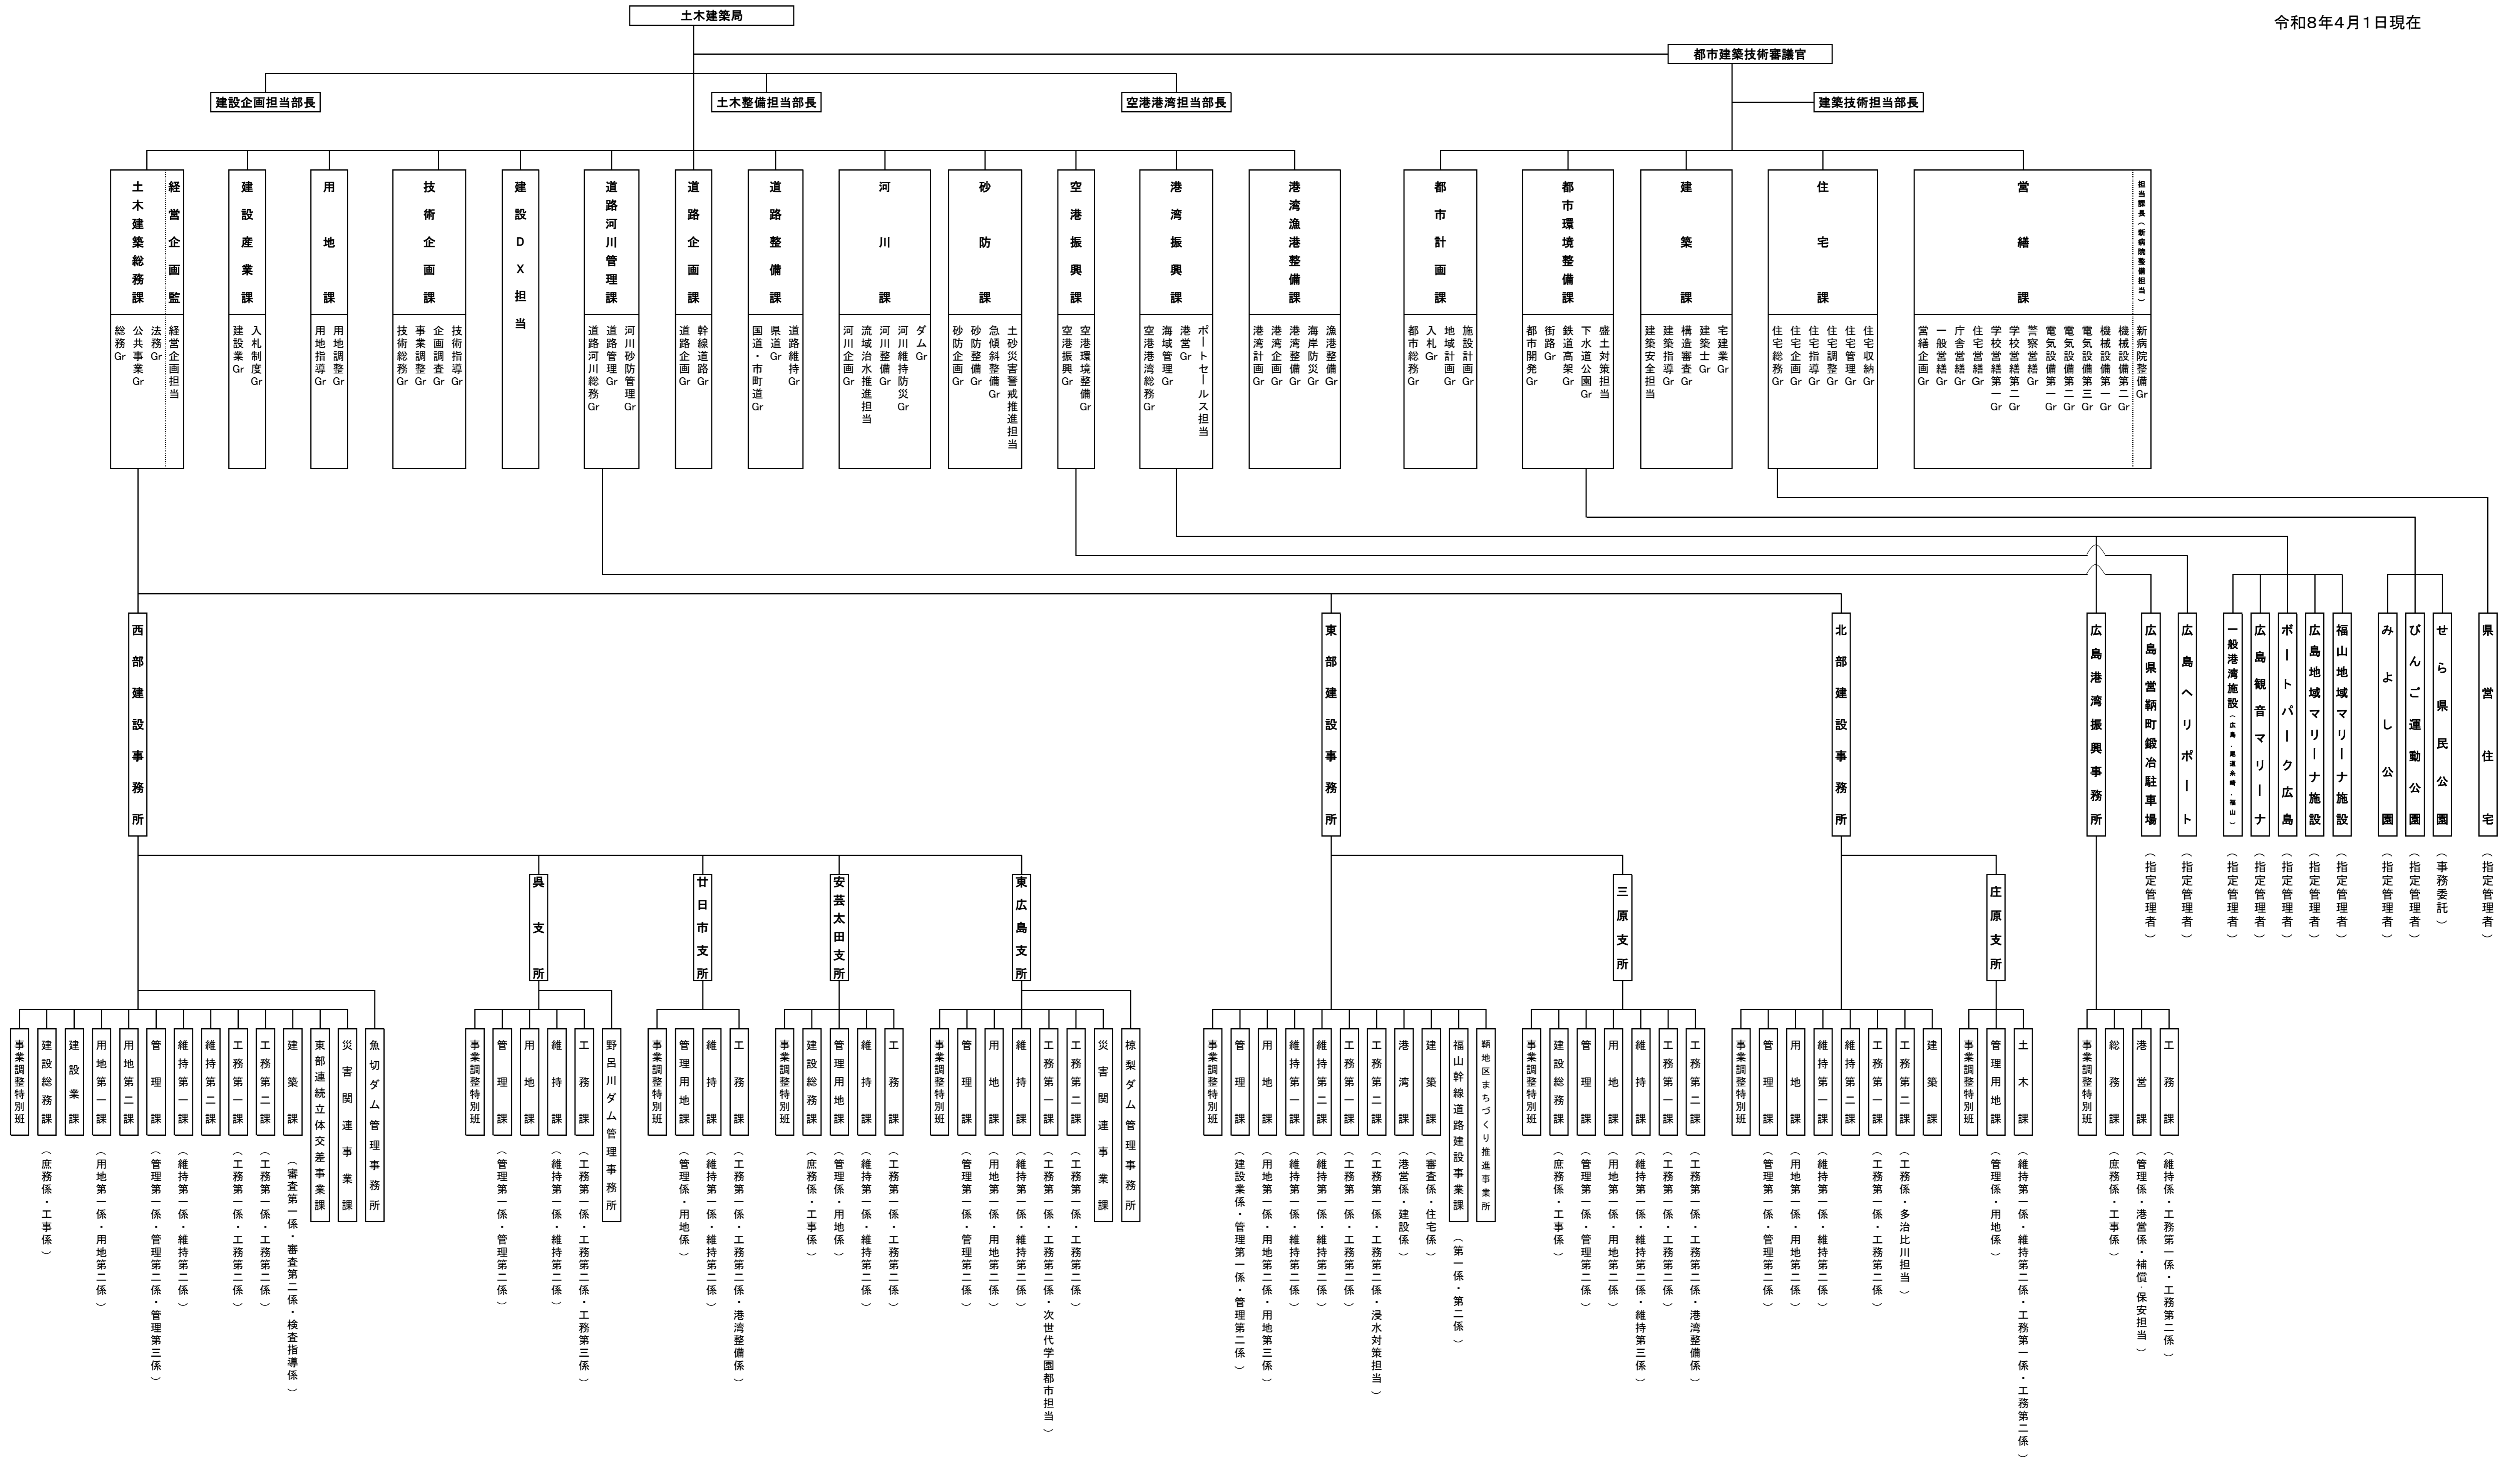 土木建築局
令和８年４月１日現在
都市建築技術審議官
建設企画担当部長
土木整備担当部長
空港港湾担当部長
建築技術担当部長
土木建築総務課
経営企画監
建設産業課
用地課
技術企画課
建設ＤＸ担当
道路河川管理課
道路企画課
道路整備課
河川課
砂防課
空港振興課
港湾振興課
港湾漁港整備課
都市計画課
都市環境整備課
建築課
住宅課
営繕課
担当課長（新病院整備担当）
総務Gr
公共事業Gr
法務Gr
経営企画担当
建設業Gr
入札制度Gr
用地指導Gr
用地調整Gr
技術総務Gr
事業調整Gr
企画調査Gr
技術指導Gr
道路河川総務Gr
道路管理Gr
河川砂防管理Gr
道路企画Gr
幹線道路Gr
国道・市町道Gr
県道Gr
道路維持Gr
河川企画Gr
流域治水推進担当
河川整備Gr
河川維持防災Gr
ダムGr
砂防企画Gr
砂防整備Gr
急傾斜整備Gr
土砂災害警戒推進担当
空港振興Gr
空港環境整備Gr
空港港湾総務Gr
海域管理Gr
港営Gr
ポートセールス担当
港湾計画Gr
港湾企画Gr
港湾整備Gr
海岸防災Gr
漁港整備Gr
都市総務Gr
入札Gr
地域計画Gr
施設計画Gr
都市開発Gr
街路Gr
鉄道高架Gr
下水道公園Gr
盛土対策担当
建築安全担当
建築指導Gr
構造審査Gr
建築士Gr
宅建業Gr
住宅総務Gr
住宅企画Gr
住宅指導Gr
住宅調整Gr
住宅管理Gr
住宅収納Gr
営繕企画Gr
一般営繕Gr
庁舎営繕Gr
住宅営繕Gr
学校営繕第一Gr
学校営繕第二Gr
警察営繕Gr
電気設備第一Gr
電気設備第二Gr
電気設備第三Gr
機械設備第一Gr
機械設備第二Gr
新病院整備Gr
西部建設事務所
東部建設事務所
北部建設事務所
広島港湾振興事務所
広島県営鞆町鍛冶駐車場
（指定管理者）
広島ヘリポート
（指定管理者）
一般港湾施設（広島,尾道糸崎,福山）
（指定管理者）
広島観音マリーナ
（指定管理者）
ボートパーク広島
（指定管理者）
広島地域マリーナ施設
（指定管理者）
福山地域マリーナ施設
（指定管理者）
みよし公園
（指定管理者）
びんご運動公園
（指定管理者）
せら県民公園
（事務委託）
県営住宅
（指定管理者）
呉支所
廿日市支所
安芸太田支所
東広島支所
三原支所
庄原支所
事業調整特別班
建設総務課
（庶務係・工事係）
建設業課
用地第一課
（用地第一係・用地第二係）
用地第二課
管理課
（管理第一係・管理第二係・管理第三係）
維持第一課
（維持第一係・維持第二係）
維持第二課
工務第一課
（工務第一係・工務第二係）
工務第二課
（工務第一係・工務第二係）
建築課
（審査第一係・審査第二係・検査指導係）
東部連続立体交差事業課
災害関連事業課
魚切ダム管理事務所
事業調整特別班
管理課
（管理第一係・管理第二係）
用地課
維持課
（維持第一係・維持第二係）
工務課
（工務第一係・工務第二係・工務第三係）
野呂川ダム管理事務所
事業調整特別班
管理用地課
（管理係・用地係）
維持課
（維持第一係・維持第二係）
工務課
（工務第一係・工務第二係・港湾整備係）
事業調整特別班
建設総務課
（庶務係・工事係）
管理用地課
（管理係・用地係）
維持課
（維持第一係・維持第二係）
工務課
（工務第一係・工務第二係）
事業調整特別班
管理課
（管理第一係・管理第二係）
用地課
（用地第一係・用地第二係）
維持課
（維持第一係・維持第二係）
工務第一課
（工務第一係・工務第二係・次世代学園都市担当）
工務第二課
（工務第一係・工務第二係）
災害関連事業課
椋梨ダム管理事務所
事業調整特別班
管理課
（建設業係・管理第一係・管理第二係）
用地課
（用地第一係・用地第二係・用地第三係）
維持第一課
（維持第一係・維持第二係）
維持第二課
（維持第一係・維持第二係）
工務第一課
（工務第一係・工務第二係）
工務第二課
（工務第一係・工務第二係・浸水対策担当）
港湾課
（港営係・建設係）
建築課
（審査係・住宅係）
福山幹線道路建設事業課
（第一係・第二係）
鞆地区まちづくり推進事業所
事業調整特別班
建設総務課
（庶務係・工事係）
管理課
（管理第一係・管理第二係）
用地課
（用地第一係・用地第二係）
維持課
（維持第一係・維持第二係・維持第三係）
工務第一課
（工務第一係・工務第二係）
工務第二課
（工務第一係・工務第二係・港湾整備係）
事業調整特別班
管理課
（管理第一係・管理第二係）
用地課
（用地第一係・用地第二係）
維持第一課
（維持第一係・維持第二係）
維持第二課
工務第一課
（工務第一係・工務第二係）
工務第二課
（工務係・多治比川担当）
建築課
事業調整特別班
管理用地課
（管理係・用地係）
土木課
（維持第一係・維持第二係・工務第一係・工務第二係）
事業調整特別班
総務課
（庶務係・工事係）
港営課
（管理係・港営係・補償・保安担当）
工務課
（維持係・工務第一係・工務第二係）